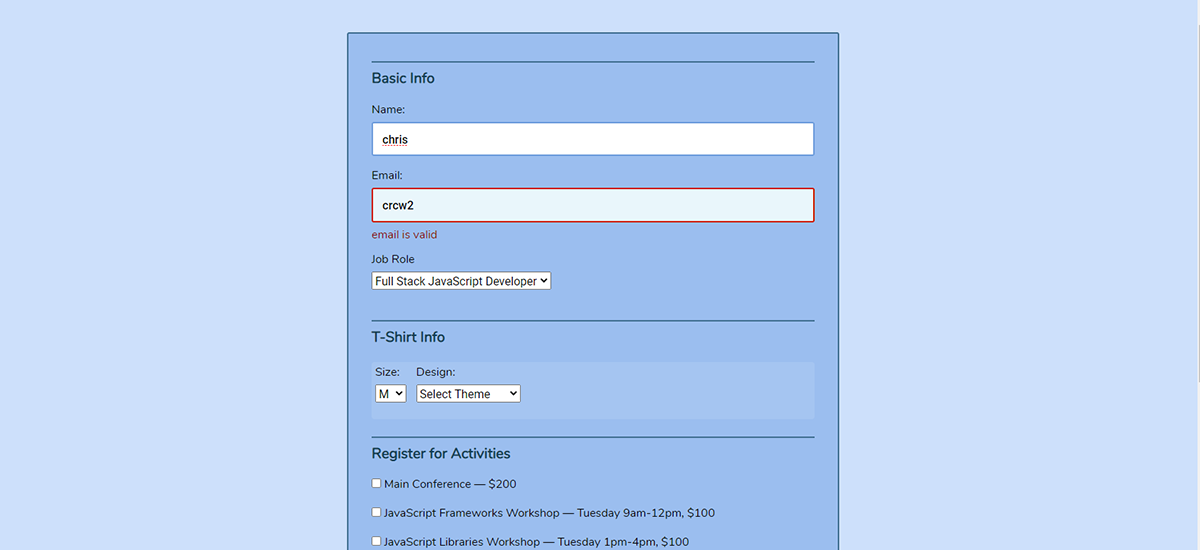 Basic Info
Name:
chris
Email:
crcw2
email is valid
Job Role
Full Stack JavaScript Developer
T-Shirt Info
Size: Design:
M Select Theme
Register for Activities
Main Conference — $200
JavaScript Frameworks Workshop — Tuesday 9am-12pm, $100
JavaScript Libraries Workshop — Tuesday 1pm-4pm, $100